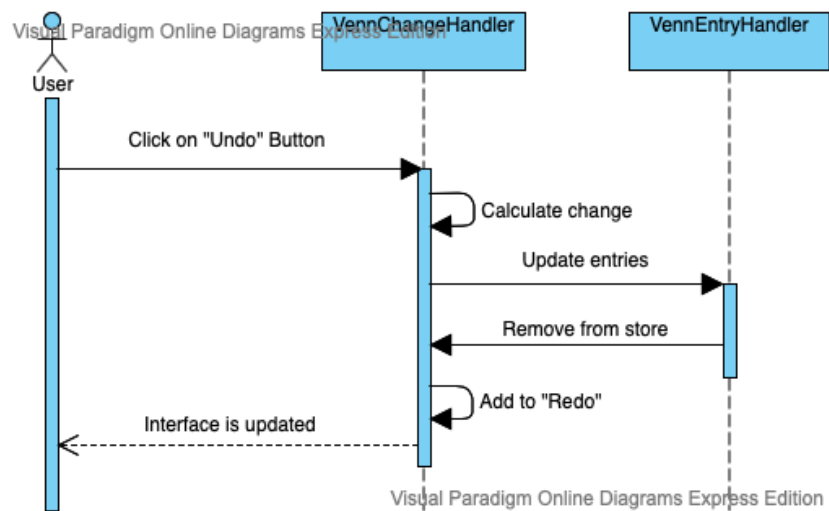 Visual Paradigm Online Diagrams Express Edition
VennChangeHandler
VennEntryHandler
User
Click on "Undo" Button
Calculate change
Update entries
Remove from store
Add to "Redo"
Interface is updated
Visual Paradigm Online Diagrams Express Edition